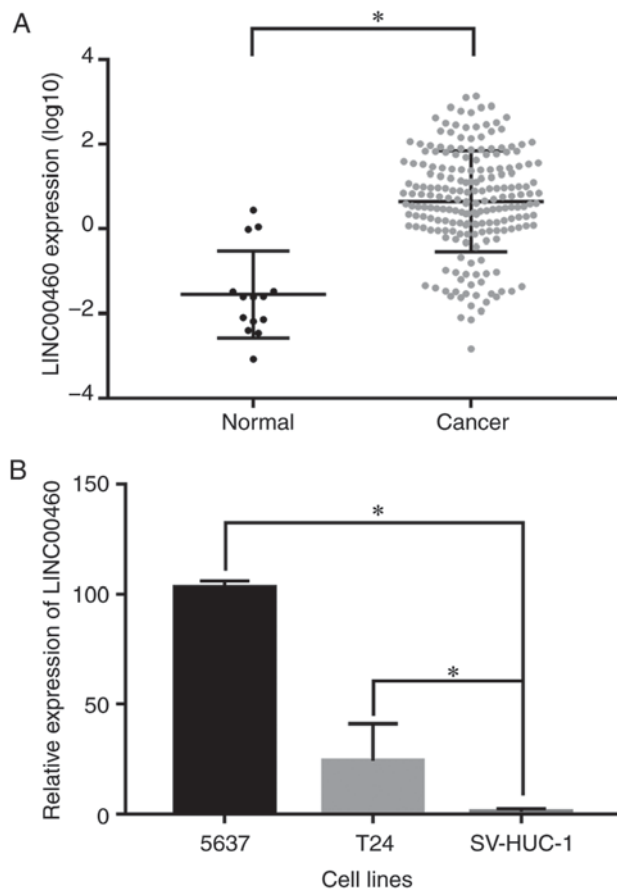 A
*
LINC00460 expression (log10)
4
2
0
−2
−4
Normal Cancer
B
Relative expression of LINC00460
150
100
50
0
*
*
5637 T24 SV-HUC-1
Cell lines